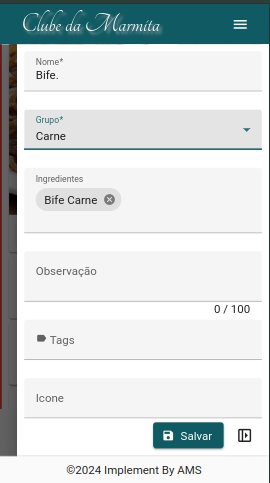 Clube da Marmita
Nome*
Bife.
Grupo*
Carne
Ingredientes
Bife Carne
Observação
0 / 100
Tags
Icone
Salvar
©2024 Implement By AMS